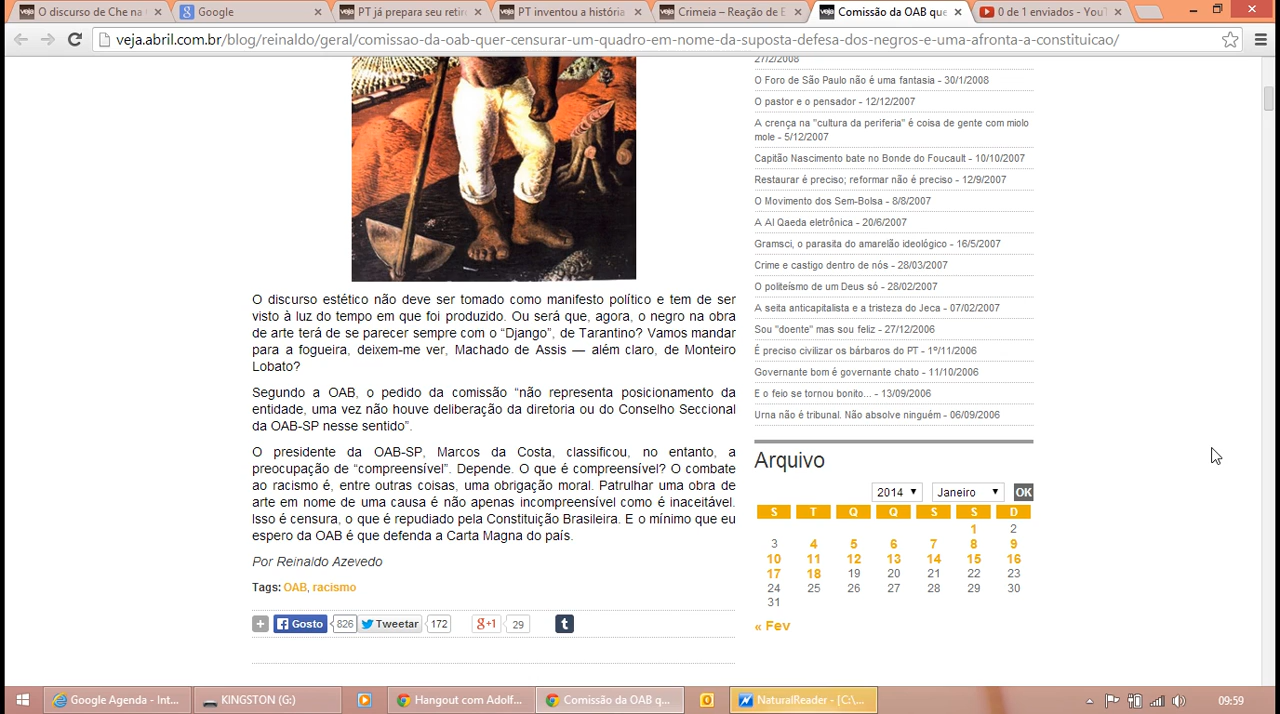 O discurso de Che na
Google
PT já prepara seu retire
PT inventou a história
Crimeia – Reação de E
Comissão da OAB que
0 de 1 enviados - YouT
veja.abril.com.br/blog/reinaldo/geral/comissao-da-oab-quer-censurar-um-quadro-em-nome-da-suposta-defesa-dos-negros-e-uma-afronta-a-constituicao/
O discurso estético não deve ser tomado como manifesto político e tem de ser
visto à luz do tempo em que foi produzido. Ou será que, agora, o negro na obra
de arte terá de se parecer sempre com o “Django”, de Tarantino? Vamos mandar
para a fogueira, deixem-me ver, Machado de Assis — além claro, de Monteiro
Lobato?
Segundo a OAB, o pedido da comissão “não representa posicionamento da
entidade, uma vez não houve deliberação da diretoria ou do Conselho Seccional
da OAB-SP nesse sentido”.
O presidente da OAB-SP, Marcos da Costa, classificou, no entanto, a
preocupação de “compreensível”. Depende. O que é compreensível? O combate
ao racismo é, entre outras coisas, uma obrigação moral. Patrulhar uma obra de
arte em nome de uma causa é não apenas incompreensível como é inaceitável.
Isso é censura, o que é repudiado pela Constituição Brasileira. E o mínimo que eu
espero da OAB é que defenda a Carta Magna do país.
Por Reinaldo Azevedo
Tags: OAB, racismo
Gosto 826 Tweetar 172 g+1 29 t
27/2/2008
O Foro de São Paulo não é uma fantasia - 30/1/2008
O pastor e o pensador - 12/12/2007
A crença na "cultura da periferia" é coisa de gente com miolo
mole - 5/12/2007
Capitão Nascimento bate no Bonde do Foucault - 10/10/2007
Restaurar é preciso; reformar não é preciso - 12/9/2007
O Movimento dos Sem-Bolsa - 8/8/2007
A Al Qaeda eletrônica - 20/6/2007
Gramsci, o parasita do amarelão ideológico - 16/5/2007
Crime e castigo dentro de nós - 28/03/2007
O politeísmo de um Deus só - 28/02/2007
A seita anticapitalista e a tristeza do Jeca - 07/02/2007
Sou "doente" mas sou feliz - 27/12/2006
É preciso civilizar os bárbaros do PT - 1º/11/2006
Governante bom é governante chato - 11/10/2006
E o feio se tornou bonito... - 13/09/2006
Urna não é tribunal. Não absolve ninguém - 06/09/2006
Arquivo
2014 Janeiro OK
S T Q Q S S D
1 2
3 4 5 6 7 8 9
10 11 12 13 14 15 16
17 18 19 20 21 22 23
24 25 26 27 28 29 30
31
« Fev
Google Agenda - Int...
KINGSTON (G:)
Hangout com Adolf...
Comissão da OAB q...
NaturalReader - [C:\...
09:59